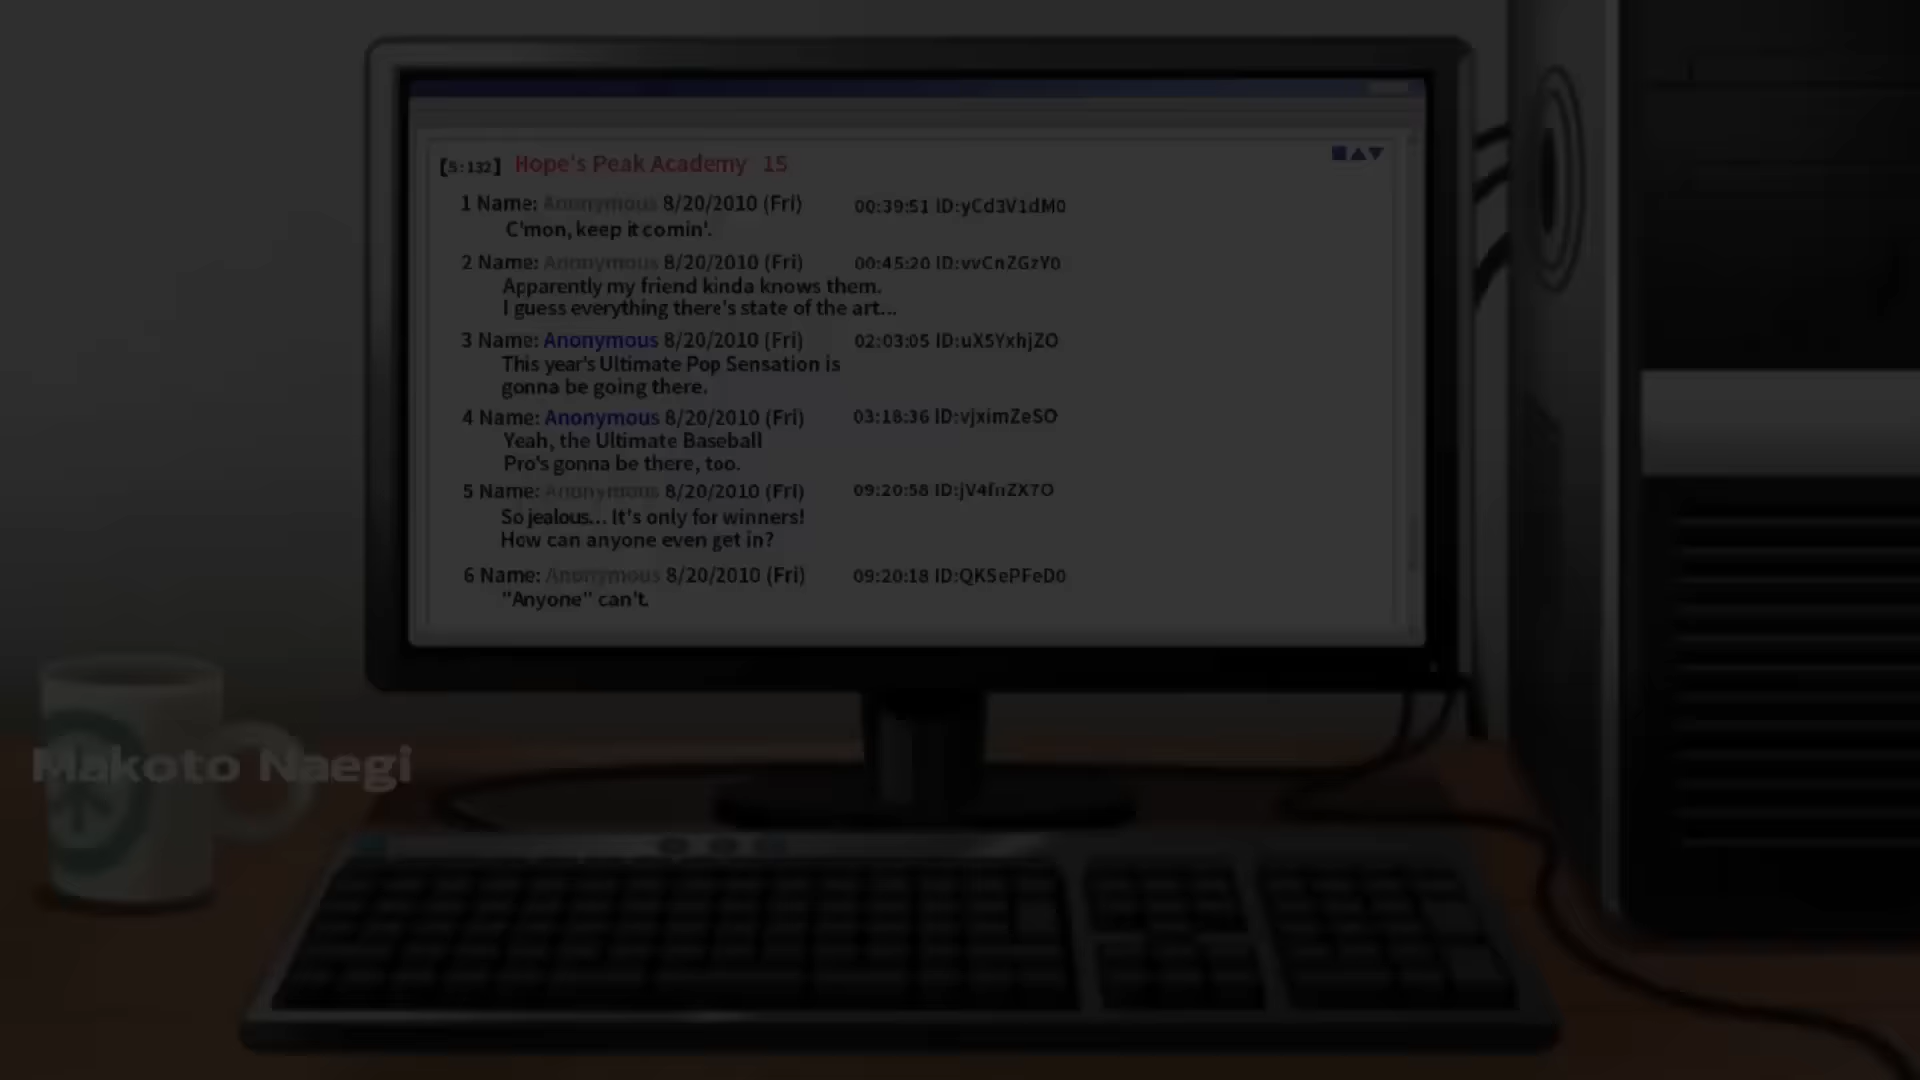 [5:132] Hope's Peak Academy 15
1 Name: Anonymous 8/20/2010 (Fri) 00:39:51 ID:yCd3V1dM0
C'mon, keep it comin'.
2 Name: Anonymous 8/20/2010 (Fri) 00:45:20 ID:vvCnZGzY0
Apparently my friend kinda knows them.
I guess everything there's state of the art...
3 Name: Anonymous 8/20/2010 (Fri) 02:03:05 ID:uX5YxhjZO
This year's Ultimate Pop Sensation is
gonna be going there.
4 Name: Anonymous 8/20/2010 (Fri) 03:18:36 ID:vjximZeSO
Yeah, the Ultimate Baseball
Pro's gonna be there, too.
5 Name: Anonymous 8/20/2010 (Fri) 09:20:58 ID:jV4fnZX7O
So jealous... It's only for winners!
How can anyone even get in?
6 Name: Anonymous 8/20/2010 (Fri) 09:20:18 ID:QKSePFeD0
"Anyone" can't.
Makoto Naegi